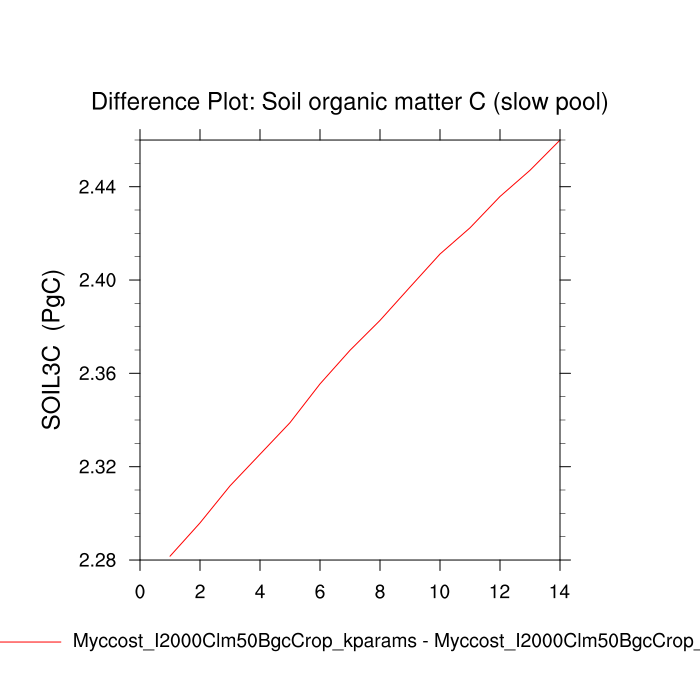 Difference Plot: Soil organic matter C (slow pool)
SOIL3C (PgC)
2.44
2.40
2.36
2.32
2.28
0 2 4 6 8 10 12 14
Myccost_I2000Clm50BgcCrop_kparams - Myccost_I2000Clm50BgcCrop_